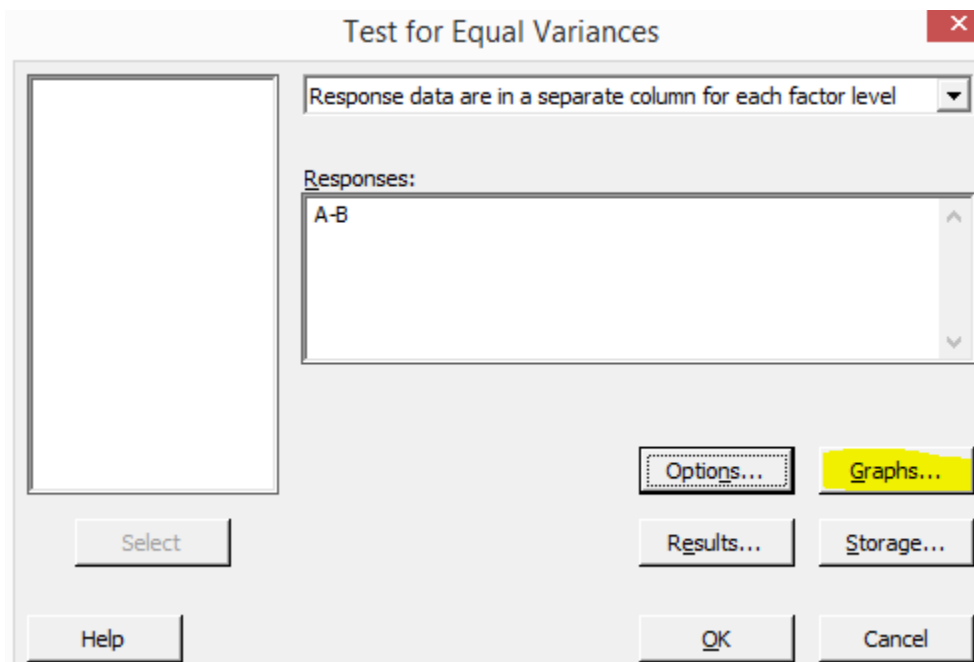 Test for Equal Variances
Response data are in a separate column for each factor level
Responses:
A-B
Options...
Graphs...
Select
Results...
Storage...
Help
OK
Cancel